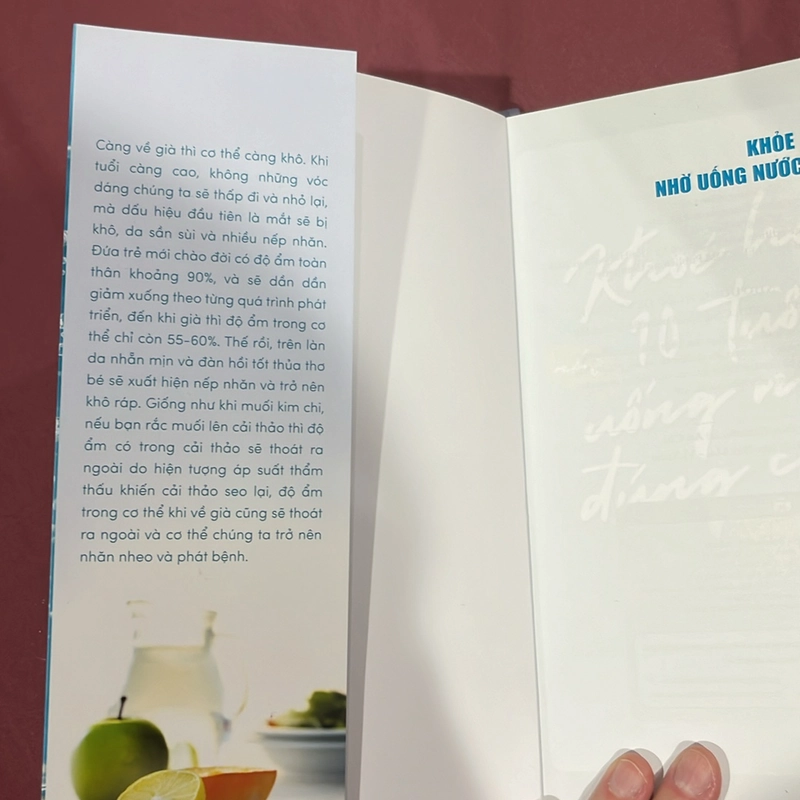 Càng về già thì cơ thể càng khô. Khi
tuổi càng cao, không những vóc
dáng chúng ta sẽ thấp đi và nhỏ lại,
mà dấu hiệu đầu tiên là mắt sẽ bị
khô, da sần sùi và nhiều nếp nhăn.
Đứa trẻ mới chào đời có độ ẩm toàn
thân khoảng 90%, và sẽ dần dần
giảm xuống theo từng quá trình phát
triển, đến khi già thì độ ẩm trong cơ
thể chỉ còn 55-60%. Thế rồi, trên làn
da nhẵn mịn và đàn hồi tốt thủa thơ
bé sẽ xuất hiện nếp nhăn và trở nên
khô ráp. Giống như khi muối kim chi,
nếu bạn rắc muối lên cải thảo thì độ
ẩm có trong cải thảo sẽ thoát ra
ngoài do hiện tượng áp suất thẩm
thấu khiến cải thảo seo lại, độ ẩm
trong cơ thể khi về già cũng sẽ thoát
ra ngoài và cơ thể chúng ta trở nên
nhăn nheo và phát bệnh.
KHỎE
NHỜ UỐNG NƯỚC
uống